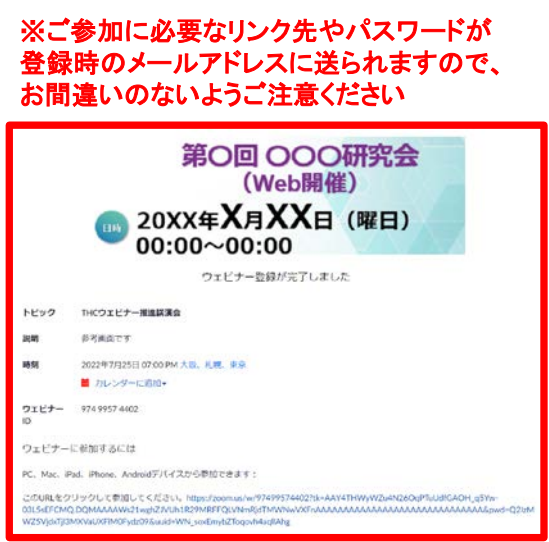 ※ご参加に必要なリンク先やパスワードが
登録時のメールアドレスに送られますので、
お間違いのないようご注意ください
第〇回 〇〇〇研究会
(Web開催)
日時
20XX年X月XX日(曜日)
00:00～00:00
ウェビナー登録が完了しました
トピック THCウエビナー推進講演会
説明 参考画面です
時刻 2022年7月25日 07:00 PM 大阪、札幌、東京
カレンダーに追加
ウェビナー 974 9957 4402
ID
ウェビナーに参加するには
PC、Mac、iPad、iPhone、Androidデバイスから参加できます：
このURLをクリックして参加してください。